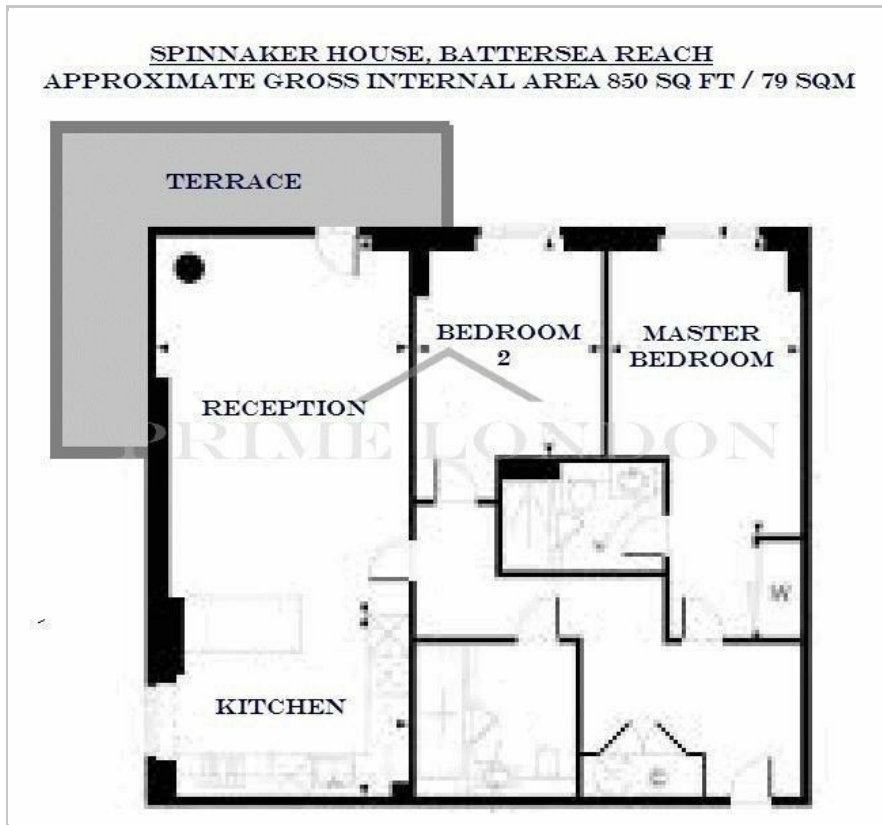 SPINNAKER HOUSE, BATTERSEA REACH
APPROXIMATE GROSS INTERNAL AREA 850 SQ FT / 79 SQM
TERRACE
BEDROOM
2
MASTER
BEDROOM
RECEPTION
PRIME LONDON
W
KITCHEN
C